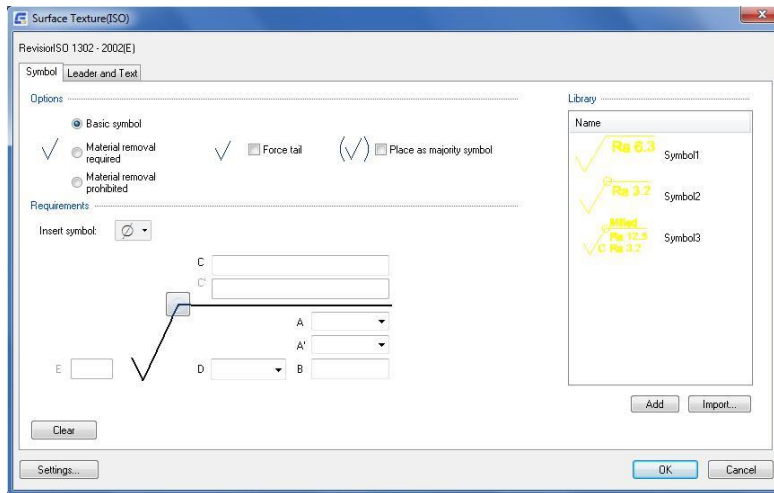 Surface Texture(ISO)
RevisionISO 1302 - 2002(E)
Symbol
Leader and Text
Options
Library
Basic symbol
Name
Material removal
required
Force tail
Place as majority symbol
Ra 6.3
Symbol1
Material removal
prohibited
Ra 3.2
Symbol2
Requirements
Insert symbol:
Milled
Ra 12.5
C Ra 3.2
Symbol3
C
C'
A
A'
E
D
B
Add
Import...
Clear
Settings...
OK
Cancel